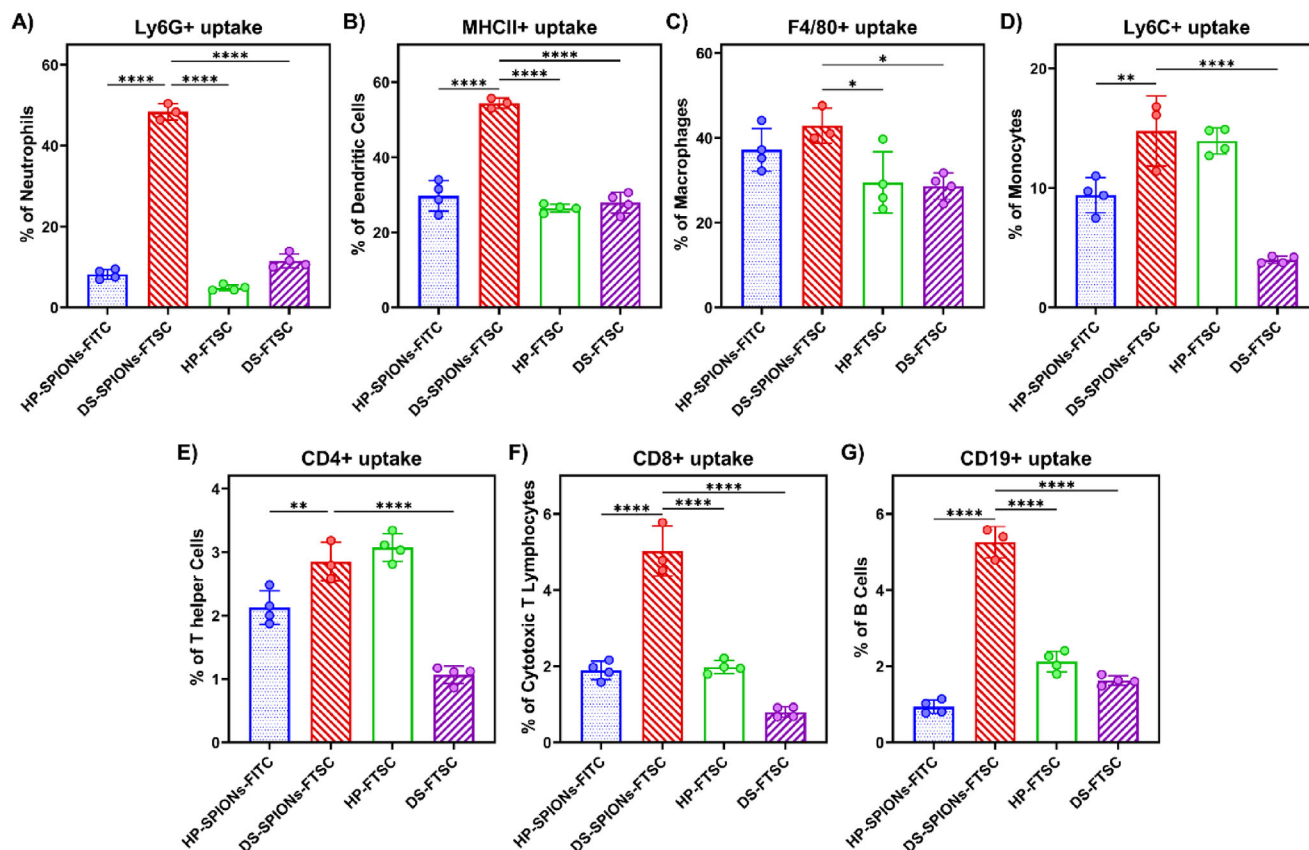 A) Ly6G+ uptake
% of Neutrophils
60
40
20
0
****
**** ****
HP-SPIONs-FITC
DS-SPIONs-FTSC
HP-FTSC
DS-FTSC
B) MHCII+ uptake
% of Dendritic Cells
60
40
20
0
****
**** ****
HP-SPIONs-FITC
DS-SPIONs-FTSC
HP-FTSC
DS-FTSC
C) F4/80+ uptake
% of Macrophages
60
40
20
0
*
*
HP-SPIONs-FITC
DS-SPIONs-FTSC
HP-FTSC
DS-FTSC
D) Ly6C+ uptake
% of Monocytes
20
10
0
** ****
HP-SPIONs-FITC
DS-SPIONs-FTSC
HP-FTSC
DS-FTSC
E) CD4+ uptake
% of T helper Cells
4
3
2
1
0
** ****
HP-SPIONs-FITC
DS-SPIONs-FTSC
HP-FTSC
DS-FTSC
F) CD8+ uptake
% of Cytotoxic T Lymphocytes
6
4
2
0
****
**** ****
HP-SPIONs-FITC
DS-SPIONs-FTSC
HP-FTSC
DS-FTSC
G) CD19+ uptake
% of B Cells
6
4
2
0
****
**** ****
HP-SPIONs-FITC
DS-SPIONs-FTSC
HP-FTSC
DS-FTSC